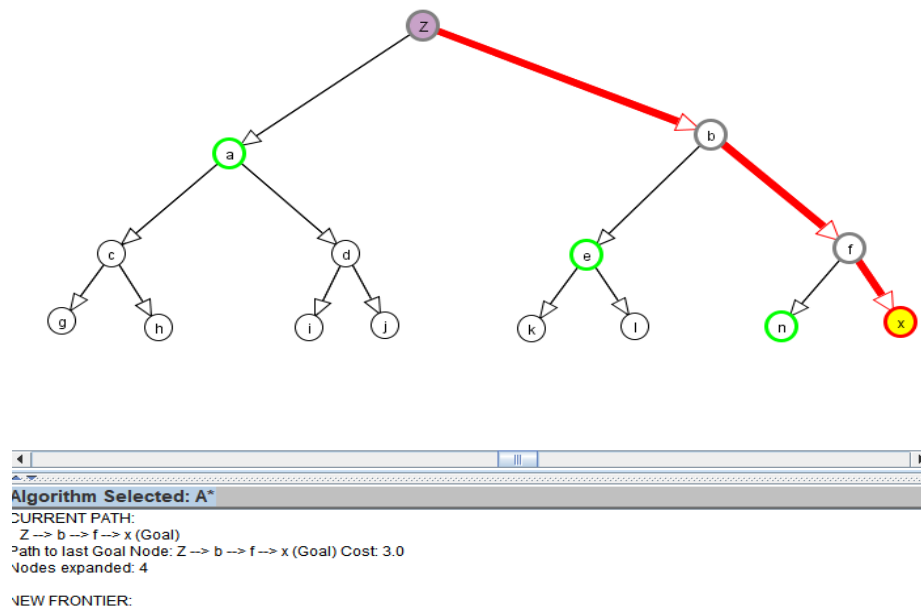 Z
b
a
c
d
e
f
g
h
i
j
k
l
n
x
Algorithm Selected: A*
CURRENT PATH:
Z --> b --> f --> x (Goal)
Path to last Goal Node: Z --> b --> f --> x (Goal) Cost: 3.0
Nodes expanded: 4
NEW FRONTIER: